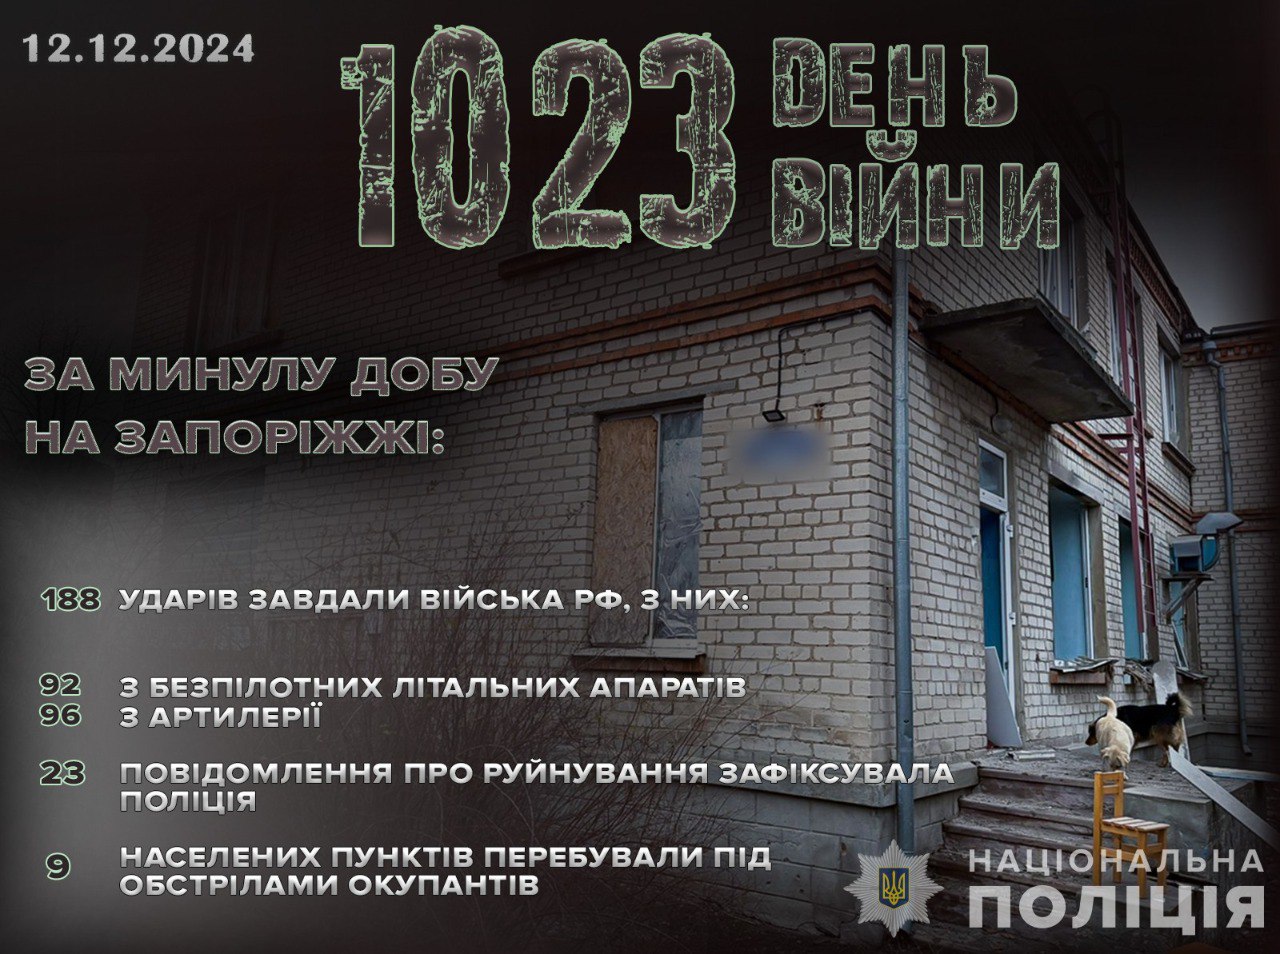 12.12.2024
1023 ДЕНЬ
ВІЙНИ
ЗА МИНУЛУ ДОБУ
НА ЗАПОРІЖЖІ:
188 УДАРІВ ЗАВДАЛИ ВІЙСЬКА РФ, З НИХ:
92 З БЕЗПІЛОТНИХ ЛІТАЛЬНИХ АПАРАТІВ
96 З АРТИЛЕРІЇ
23 ПОВІДОМЛЕННЯ ПРО РУЙНУВАННЯ ЗАФІКСУВАЛА
ПОЛІЦІЯ
9 НАСЕЛЕНИХ ПУНКТІВ ПЕРЕБУВАЛИ ПІД
ОБСТРІЛАМИ ОКУПАНТІВ
НАЦІОНАЛЬНА
ПОЛІЦІЯ